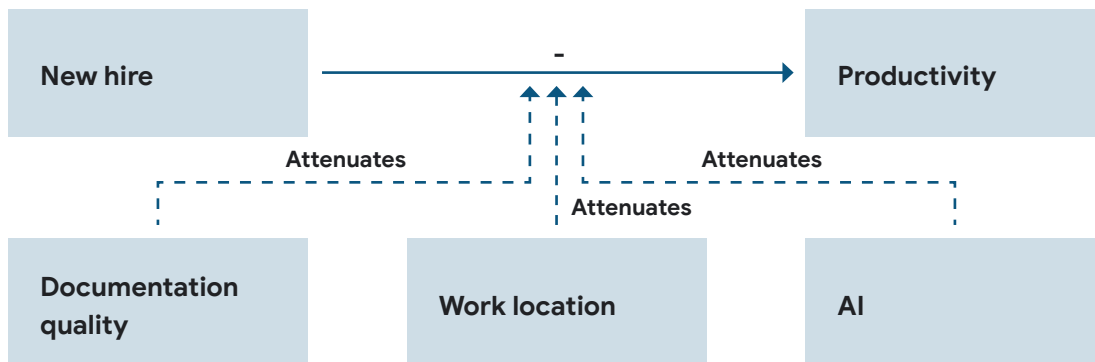 New hire
-
Productivity
Attenuates
Attenuates
Attenuates
Documentation
quality
Work location
AI